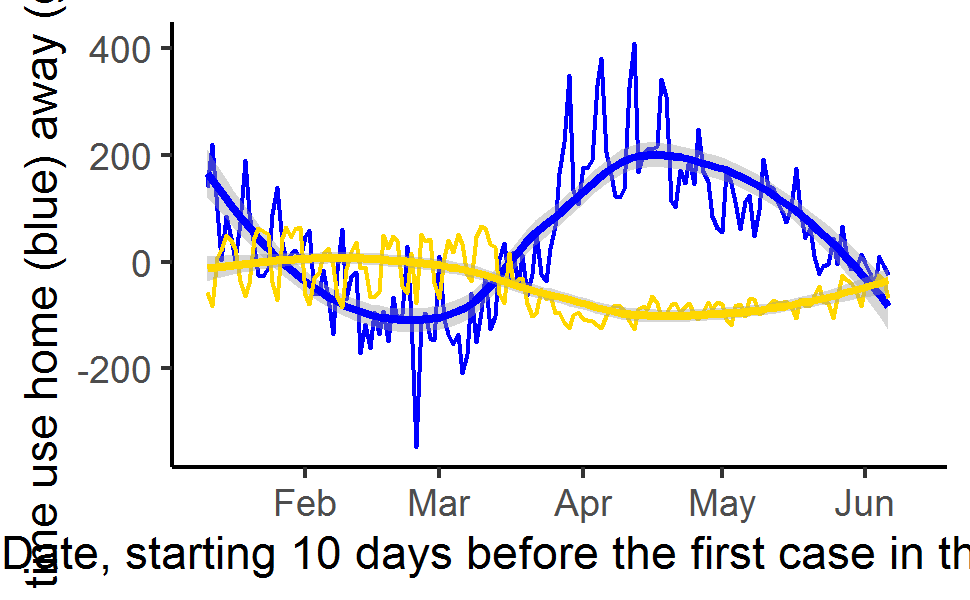 time use home (blue) away (
400
200
0
-200
Feb Mar Apr May Jun
Date, starting 10 days before the first case in th